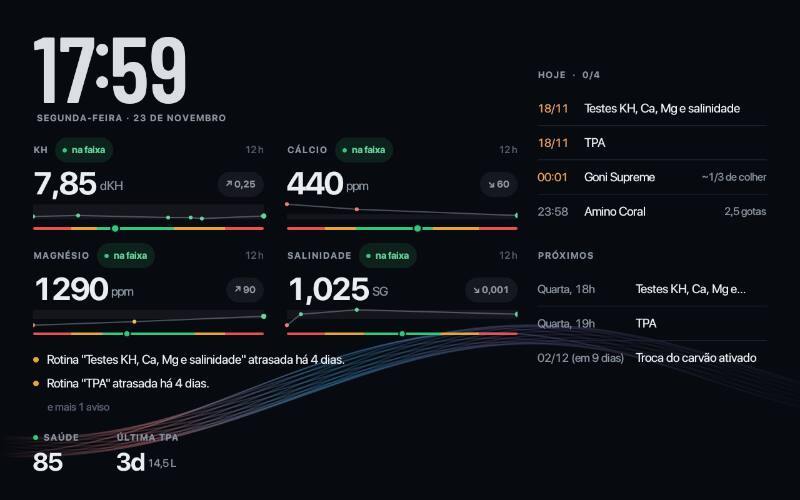 17:59
SEGUNDA-FEIRA · 23 DE NOVEMBRO
KH • na faixa 12h
7,85 dKH ↗0,25
CÁLCIO • na faixa 12h
440 ppm ↘60
MAGNÉSIO • na faixa
1290 ppm ↗90
SALINIDADE • na faixa
1,025 SG ↘0,001
Rotina "Testes KH, Ca, Mg e salinidade" atrasada há 4 dias.
Rotina "TPA" atrasada há 4 dias.
e mais 1 aviso
SAÚDE
85
ÚLTIMA TPA
3d 14,5 L
HOJE · 0/4
18/11 Testes KH, Ca, Mg e salinidade
18/11 TPA
00:01 Goni Supreme ~1/3 de colher
23:58 Amino Coral 2,5 gotas
PRÓXIMOS
Quarta, 18h Testes KH, Ca, Mg e...
Quarta, 19h TPA
02/12 (em 9 dias) Troca do carvão ativado